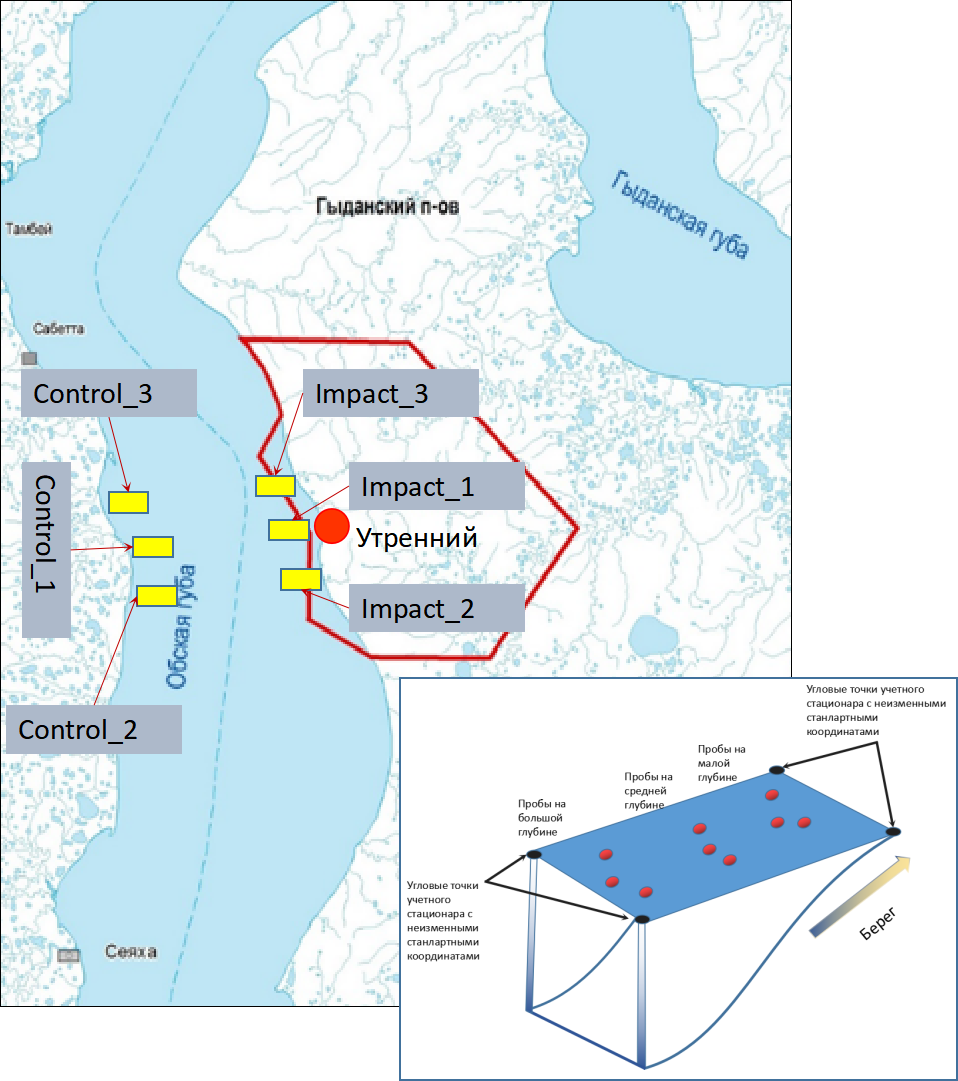 Гыданский п-ов
Гыданская губа
Тамбей
Сабетта
Control_3
Impact_3
Control_1
Impact_1
Утренний
Impact_2
Обская губа
Control_2
Сеяха
Угловые точки учетного
стационара с неизменными
станлартными
координатами
Пробы на
малой
глубине
Пробы на
средней
глубине
Пробы на
большой
глубине
Угловые точки
учетного
стационара с
неизменными
станлартными
координатами
Берег